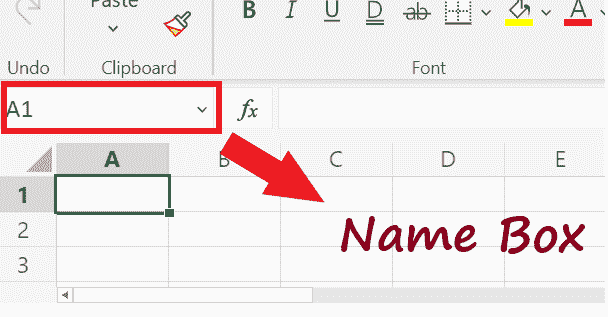 Paste
B I U D ab A
Undo Clipboard Font
A1 fx
A B C D E
1
2 Name Box
3